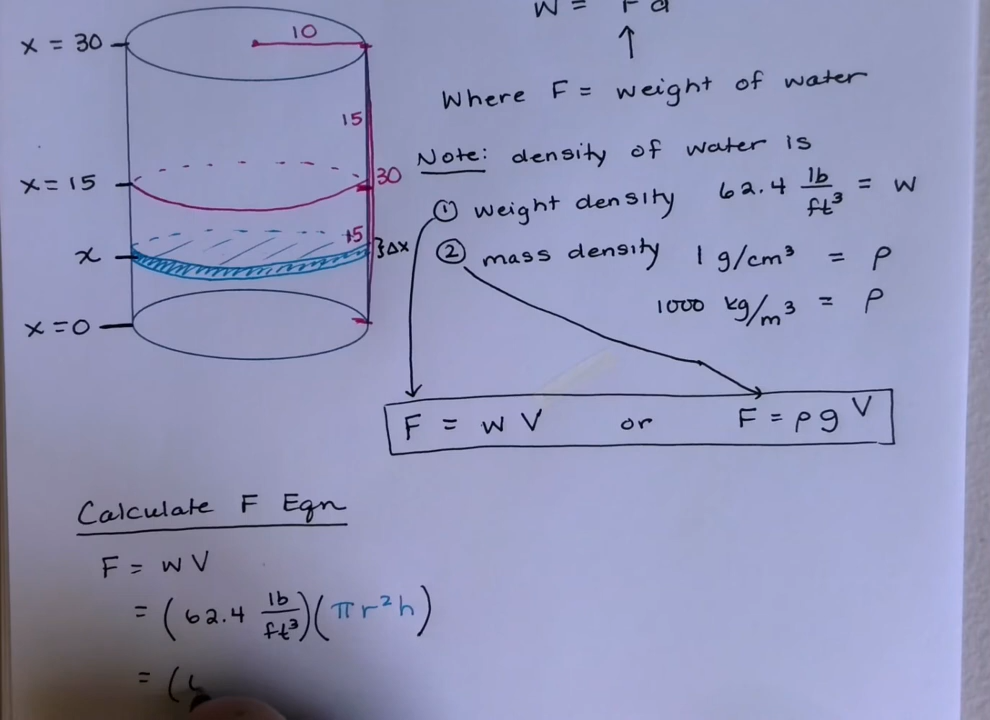 W = F d
x = 30
10
15
Where F = weight of water
Note: density of water is
x = 15
30
① weight density 62.4 lb/ft³ = w
15
} Δx
x
② mass density 1 g/cm³ = ρ
1000 kg/m³ = ρ
x = 0
F = w V or F = ρ g V
Calculate F Eqn
F = w V
= (62.4 lb/ft³)(πr²h)
= (